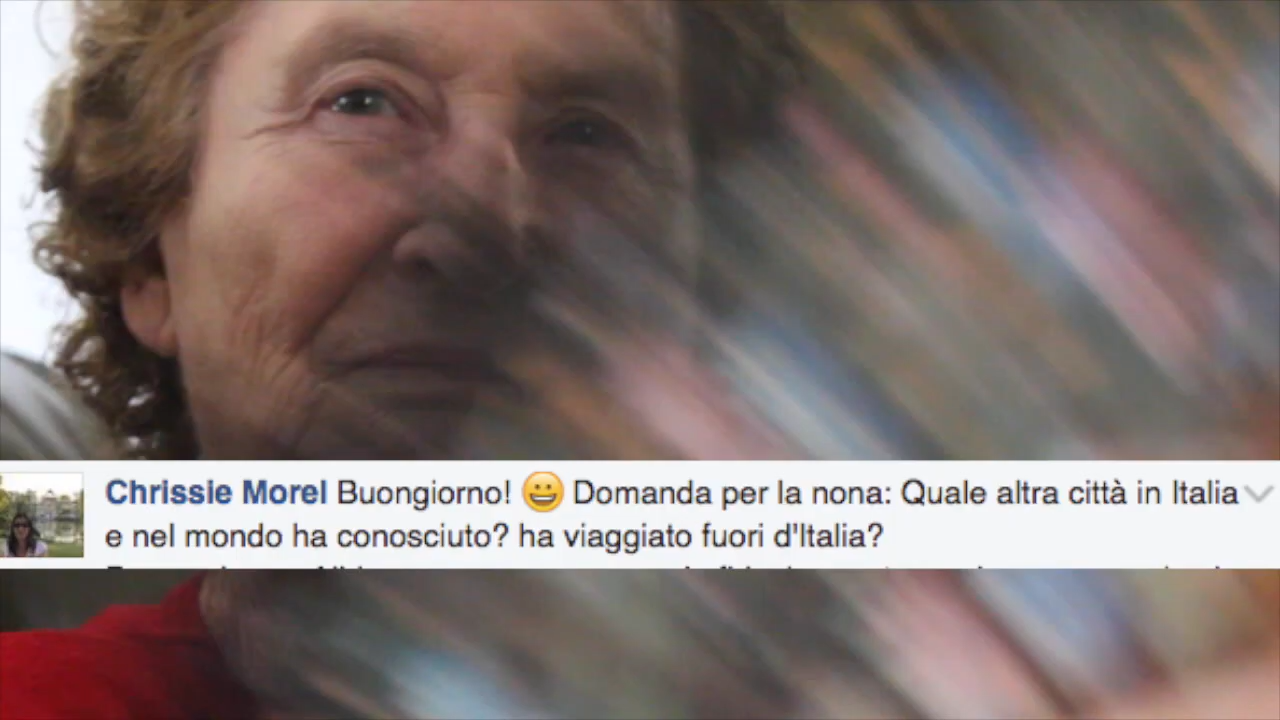 Chrissie Morel Buongiorno! 😀 Domanda per la nona: Quale altra città in Italia
e nel mondo ha conosciuto? ha viaggiato fuori d'Italia?